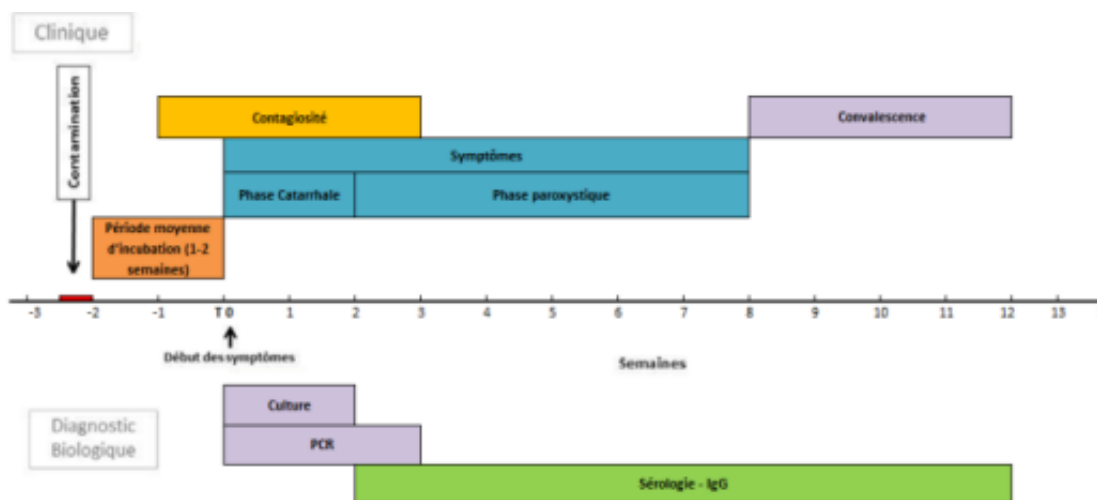 Clinique
Contamination
Contagiosité
Convalescence
Symptômes
Phase Catarrhale
Phase paroxystique
Période moyenne
d'incubation (1-2
semaines)
-3 -2 -1 T 0 1 2 3 4 5 6 7 8 9 10 11 12 13
Début des symptômes
Semaines
Culture
Diagnostic
Biologique
PCR
Sérologie - IgG